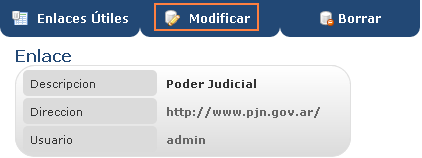 Enlaces Útiles Modificar Borrar
Enlace
Descripcion Poder Judicial
Direccion http://www.pjn.gov.ar/
Usuario admin